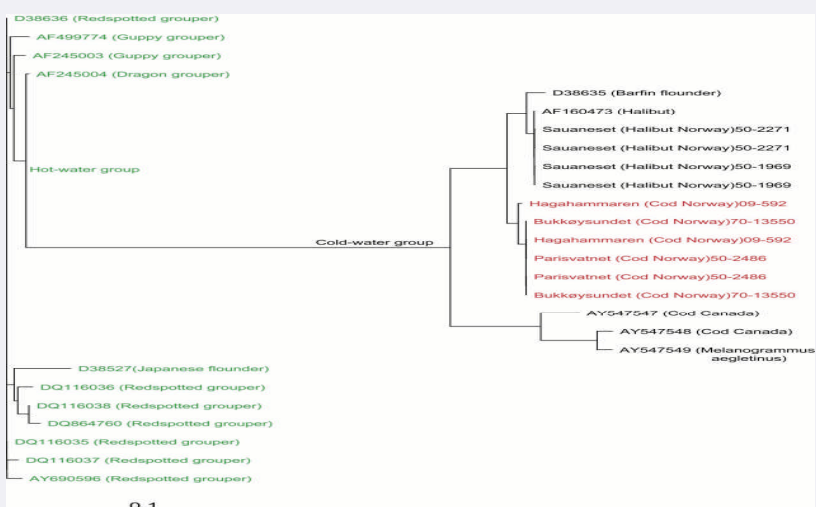 D38636 (Redspotted grouper)
AF499774 (Guppy grouper)
AF245003 (Guppy grouper)
AF245004 (Dragon grouper)
D38635 (Barfin flounder)
AF160473 (Halibut)
Sauaneset (Halibut Norway)50-2271
Sauaneset (Halibut Norway)50-2271
Sauaneset (Halibut Norway)50-1969
Hot-water group
Sauaneset (Halibut Norway)50-1969
Hagahammaren (Cod Norway)09-592
Bukkøysundet (Cod Norway)70-13550
Cold-water group
Hagahammaren (Cod Norway)09-592
Parisvatnet (Cod Norway)50-2486
Parisvatnet (Cod Norway)50-2486
Bukkøysundet (Cod Norway)70-13550
AY547547 (Cod Canada)
AY547548 (Cod Canada)
AY547549 (Melanogrammus
aegletinus)
D38527(Japanese flounder)
DQ116036 (Redspotted grouper)
DQ116038 (Redspotted grouper)
DQ864760 (Redspotted grouper)
DQ116035 (Redspotted grouper)
DQ116037 (Redspotted grouper)
AY690596 (Redspotted grouper)